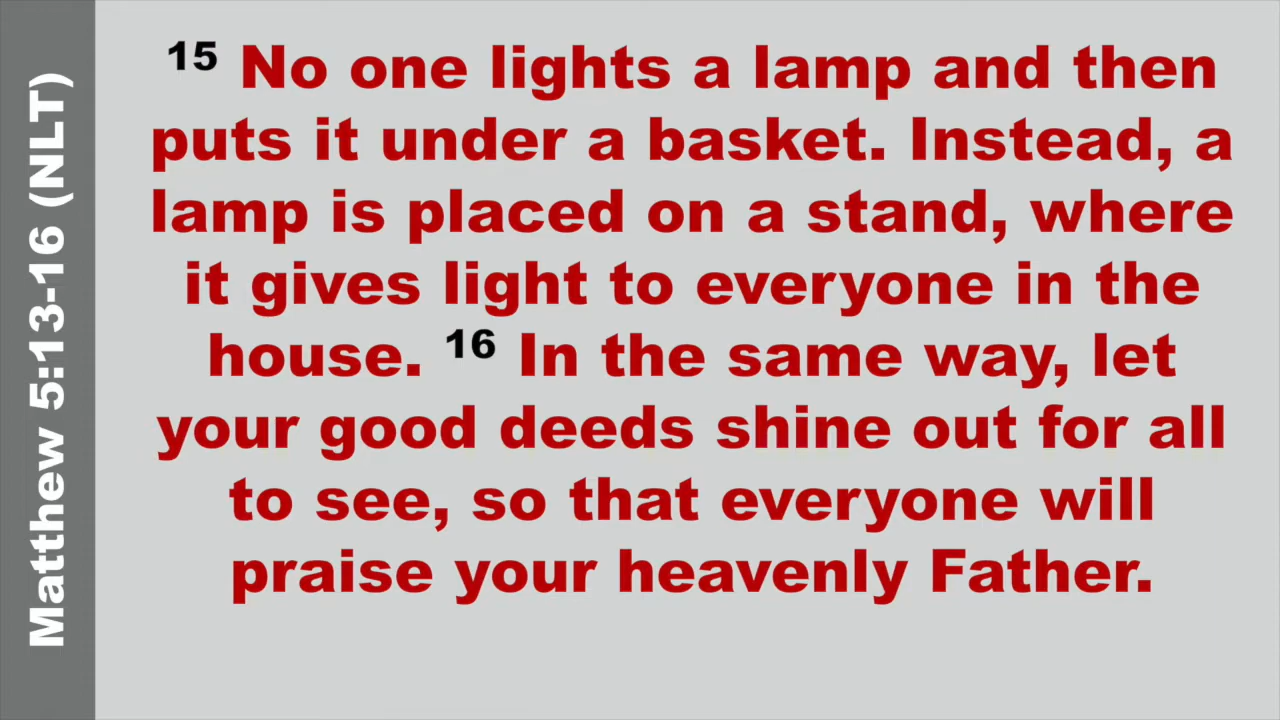 Matthew 5:13-16 (NLT)
15 No one lights a lamp and then
puts it under a basket. Instead, a
lamp is placed on a stand, where
it gives light to everyone in the
house. 16 In the same way, let
your good deeds shine out for all
to see, so that everyone will
praise your heavenly Father.